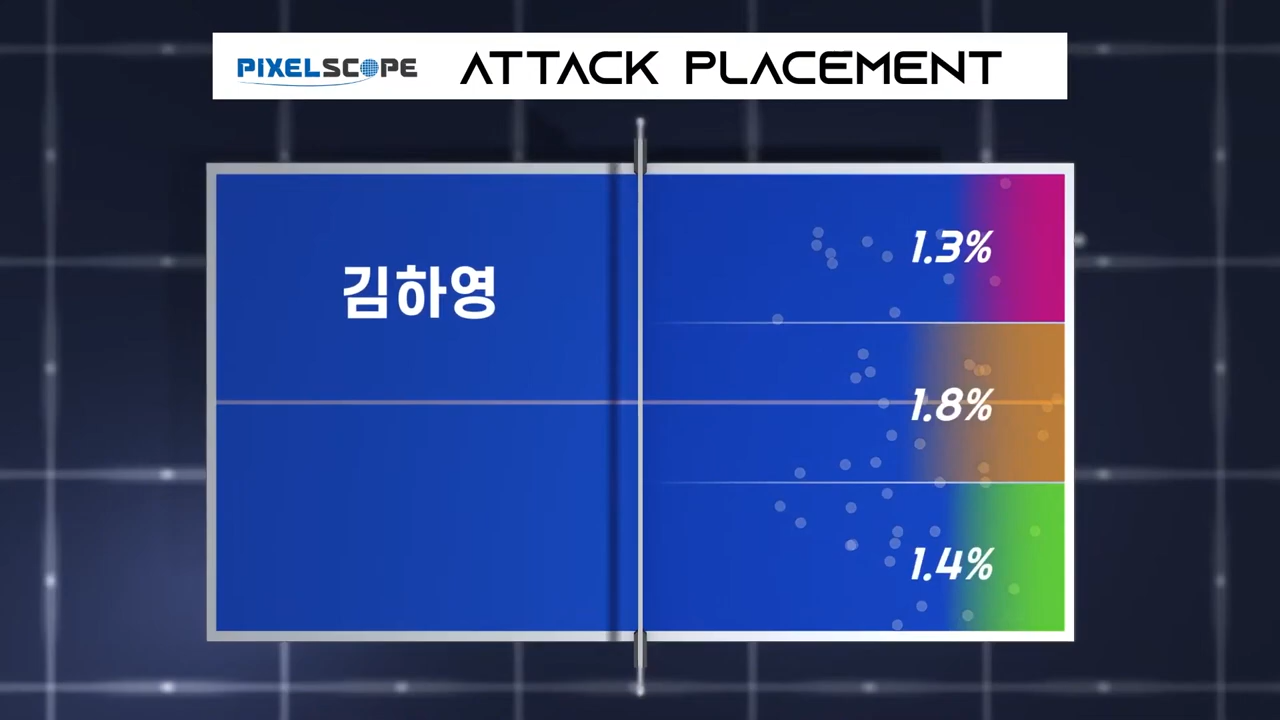 PIXELSCOPE ATTACK PLACEMENT
김하영
1.3%
1.8%
1.4%